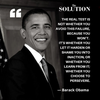 SOLUTION
THE REAL TEST IS
NOT WHETHER YOU
AVOID THIS FAILURE,
BECAUSE YOU
WON'T.
IT'S WHETHER YOU
LET IT HARDEN OR
SHAME YOU INTO
INACTION, OR
WHETHER YOU
LEARN FROM IT;
WHETHER YOU
CHOOSE TO
PERSEVERE.
— Barack Obama